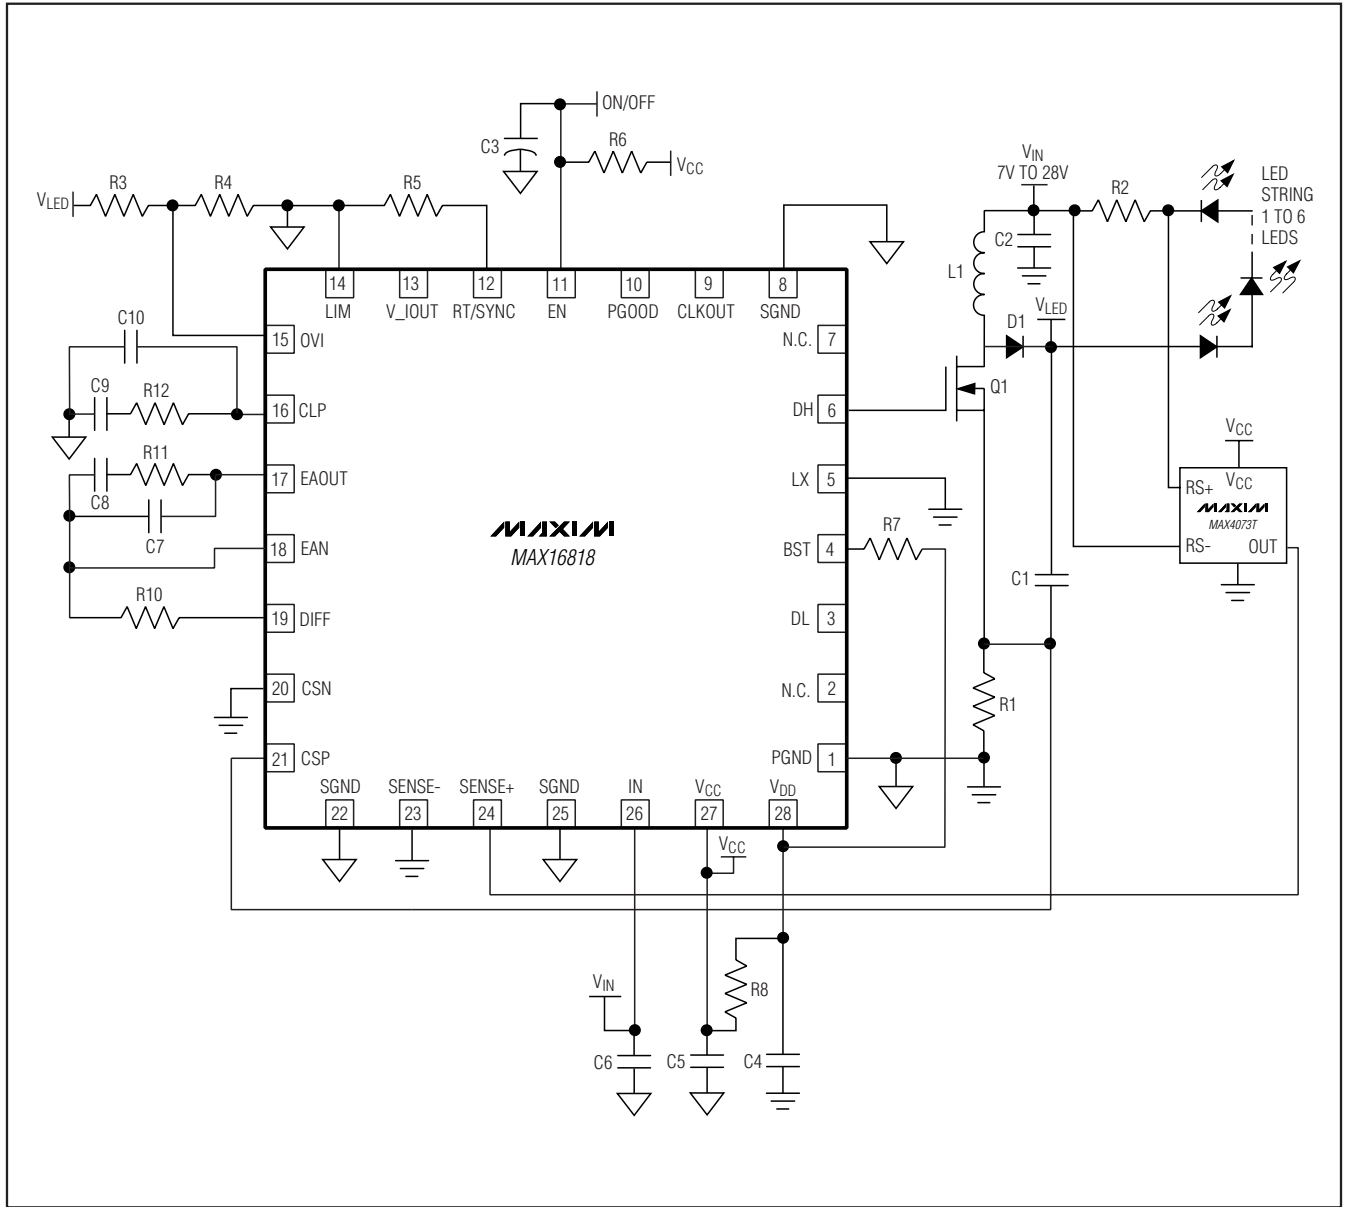 ON/OFF
C3
R6
VCC
VLED
R3
R4
R5
VIN
7V TO 28V
R2
LED
STRING
1 TO 6
LEDS
C2
L1
14
13
12
11
10
9
8
LIM
V_IOUT
RT/SYNC
EN
PGOOD
CLKOUT
SGND
VLED
D1
C10
15
OVI
N.C.
7
C9
R12
16
CLP
DH
6
Q1
R11
C8
17
EAOUT
LX
5
VCC
VCC
RS+
MAXIM
MAX4073T
RS-
OUT
C7
18
EAN
MAXIM
MAX16818
BST
4
R7
C1
R10
19
DIFF
DL
3
20
CSN
N.C.
2
R1
21
CSP
PGND
1
SGND
SENSE-
SENSE+
SGND
IN
VCC
VDD
22
23
24
25
26
27
28
VCC
VIN
R8
C6
C5
C4